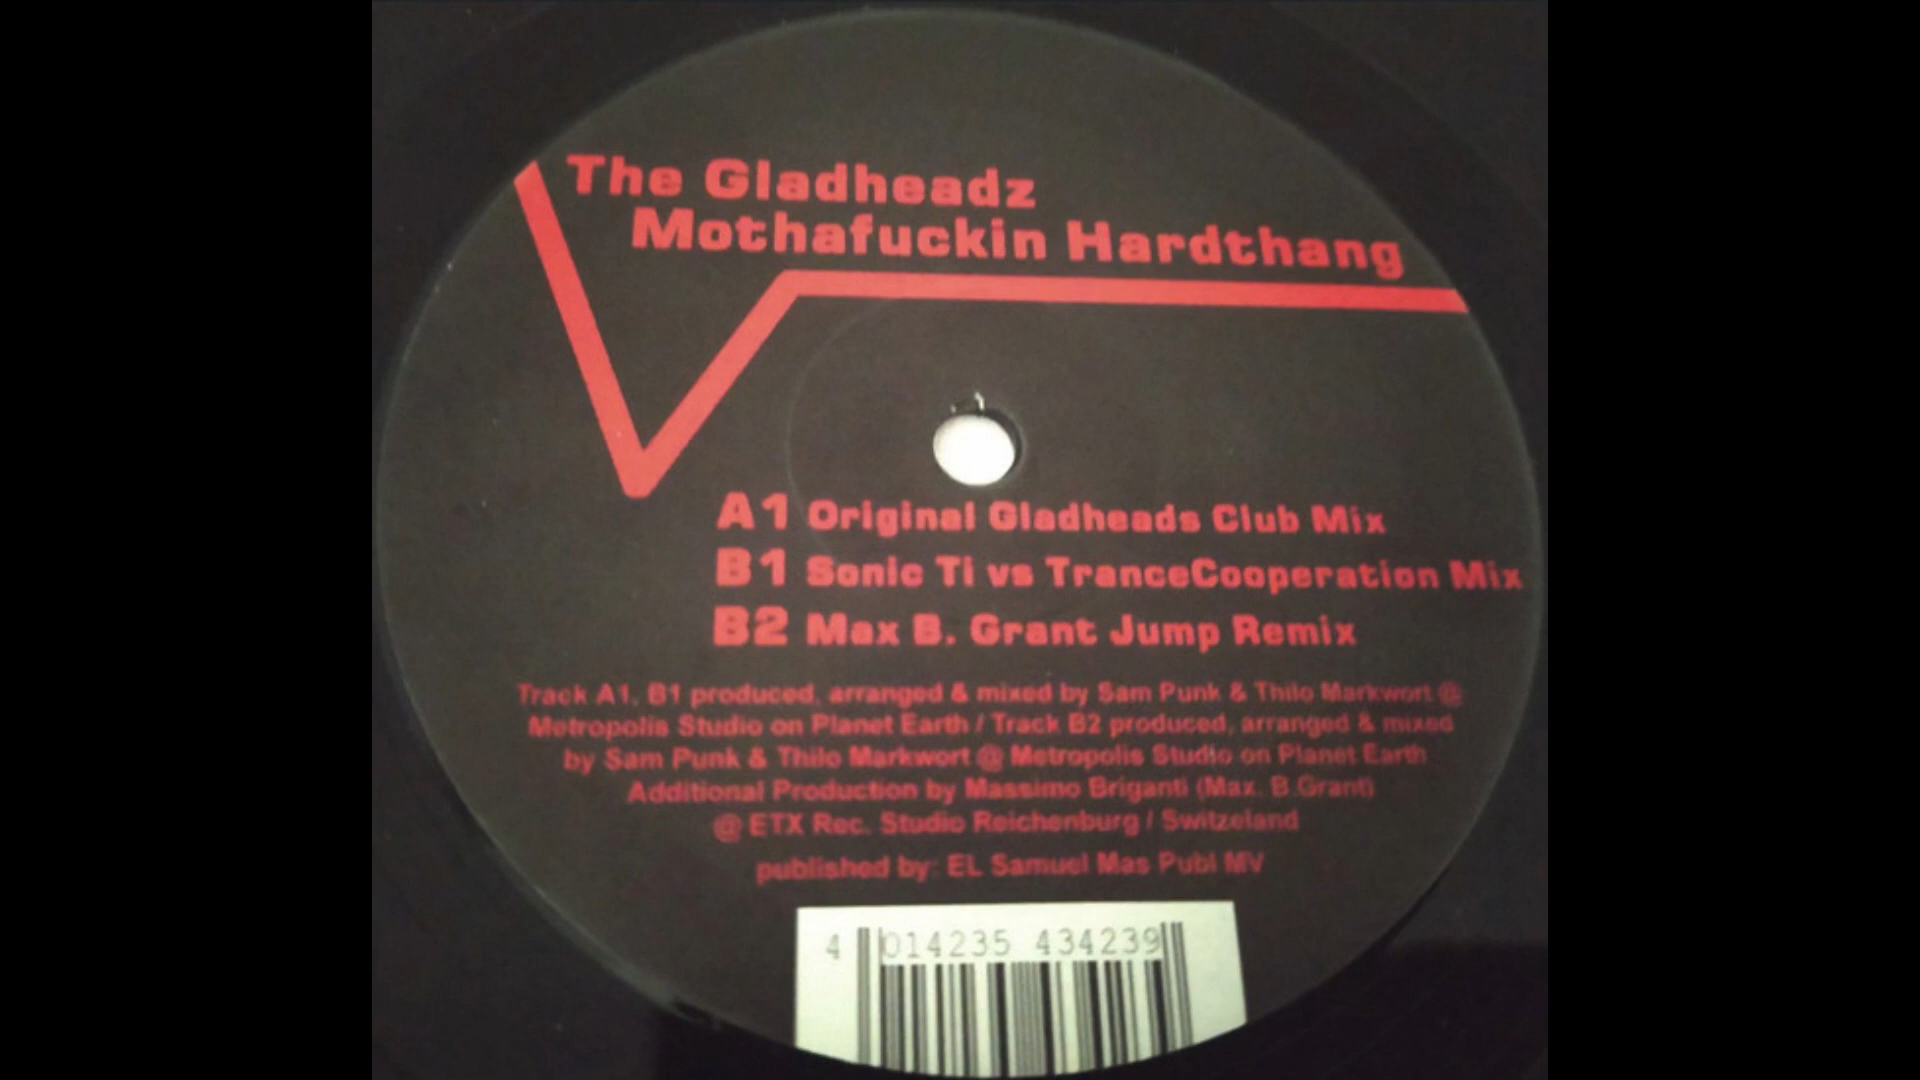 The Gladheadz
Mothafuckin Hardthang
A1 Original Gladheads Club Mix
B1 Sonic Ti vs TranceCooperation Mix
B2 Max B. Grant Jump Remix
Track A1, B1 produced, arranged & mixed by Sam Punk & Thilo Markwort @
Metropolis Studio on Planet Earth / Track B2 produced, arranged & mixed
by Sam Punk & Thilo Markwort @ Metropolis Studio on Planet Earth
Additional Production by Massimo Briganti (Max. B.Grant)
@ ETX Rec. Studio Reichenburg / Switzeland
published by: EL Samuel Mas Publ MV
4 014235 434239